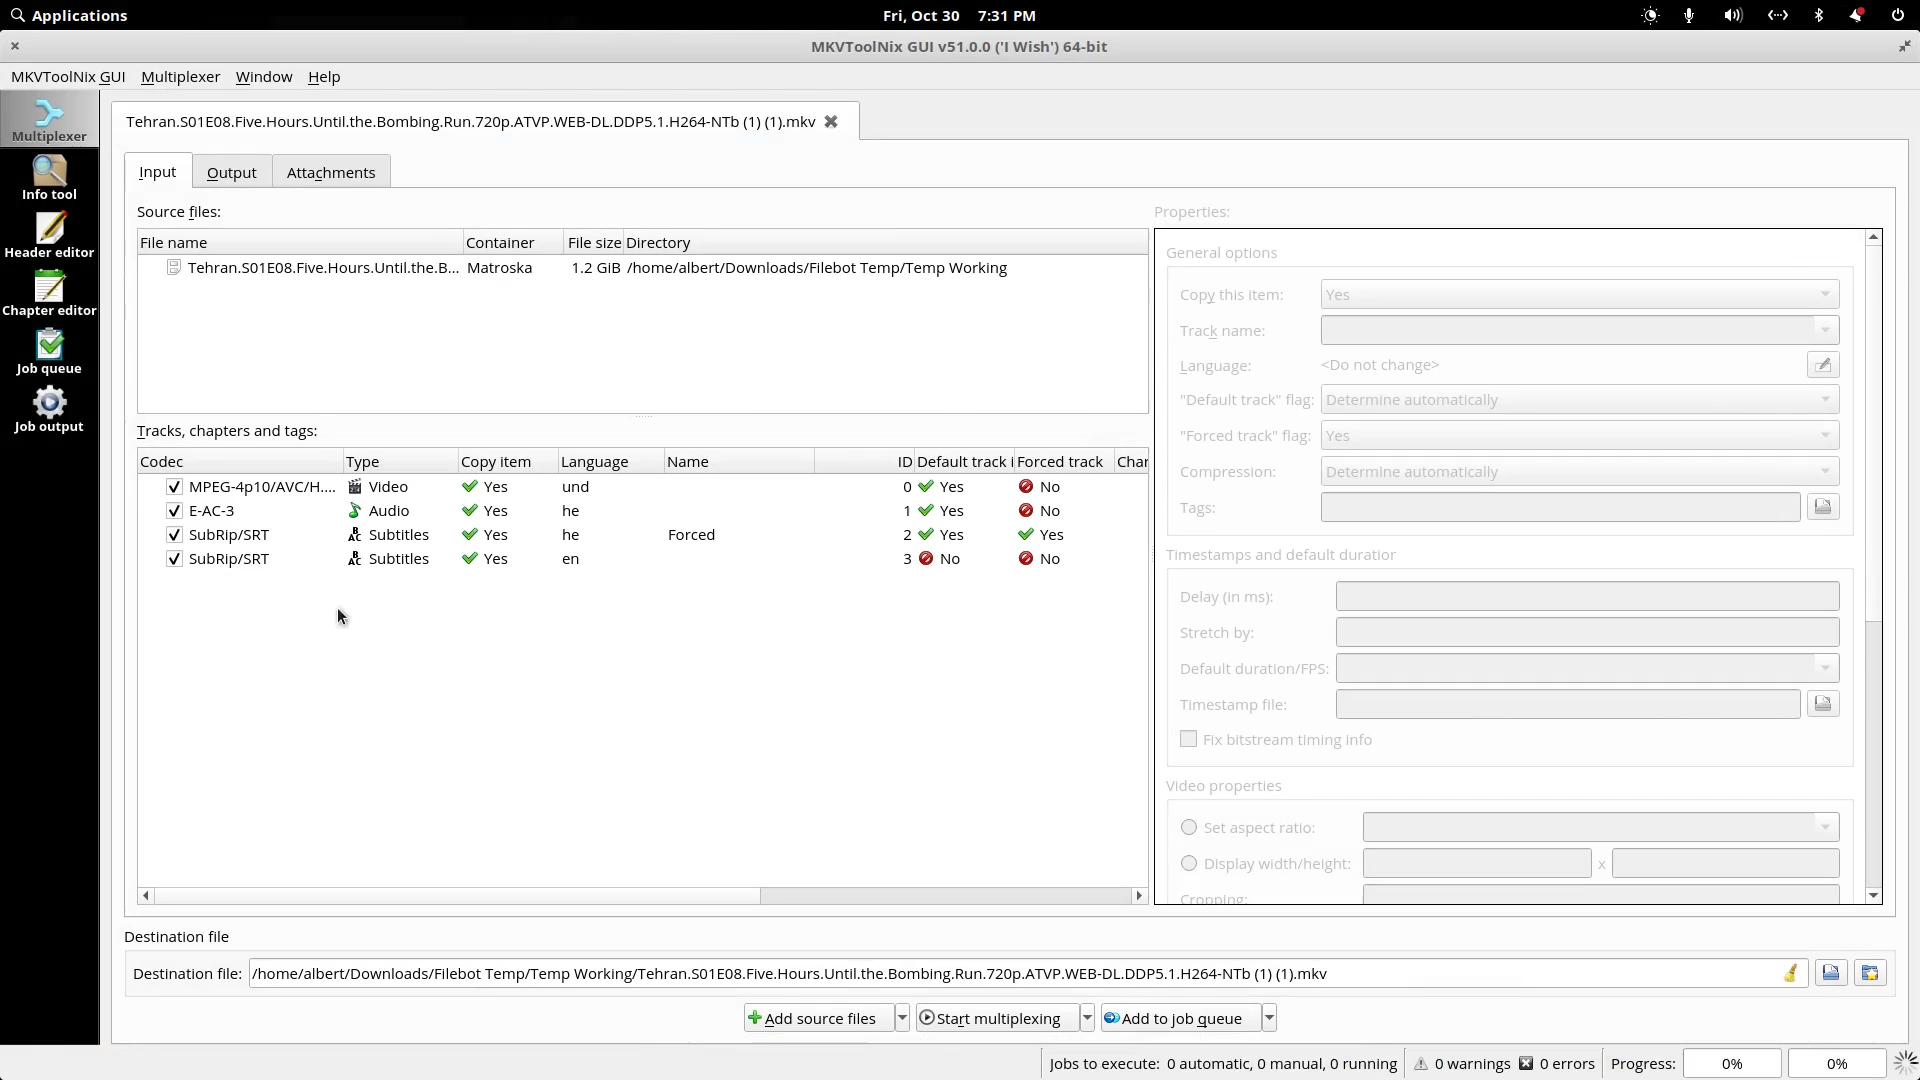 Applications
Fri, Oct 30 7:31 PM
MKVToolNix GUI v51.0.0 ('I Wish') 64-bit
MKVToolNix GUI Multiplexer Window Help
Multiplexer
Info tool
Header editor
Chapter editor
Job queue
Job output
Tehran.S01E08.Five.Hours.Until.the.Bombing.Run.720p.ATVP.WEB-DL.DDP5.1.H264-NTb (1) (1).mkv
Input Output Attachments
Source files:
File name Container File size Directory
Tehran.S01E08.Five.Hours.Until.the.B... Matroska 1.2 GiB /home/albert/Downloads/Filebot Temp/Temp Working
Tracks, chapters and tags:
Codec Type Copy item Language Name ID Default track i Forced track Char
MPEG-4p10/AVC/H.... Video Yes und 0 Yes No
E-AC-3 Audio Yes he 1 Yes No
SubRip/SRT Subtitles Yes he Forced 2 Yes Yes
SubRip/SRT Subtitles Yes en 3 No No
Properties:
General options
Copy this item: Yes
Track name:
Language: <Do not change>
"Default track" flag: Determine automatically
"Forced track" flag: Yes
Compression: Determine automatically
Tags:
Timestamps and default duration
Delay (in ms):
Stretch by:
Default duration/FPS:
Timestamp file:
Fix bitstream timing info
Video properties
Set aspect ratio:
Display width/height: x
Cropping:
Destination file
Destination file: /home/albert/Downloads/Filebot Temp/Temp Working/Tehran.S01E08.Five.Hours.Until.the.Bombing.Run.720p.ATVP.WEB-DL.DDP5.1.H264-NTb (1) (1).mkv
Add source files Start multiplexing Add to job queue
Jobs to execute: 0 automatic, 0 manual, 0 running 0 warnings 0 errors Progress: 0% 0%